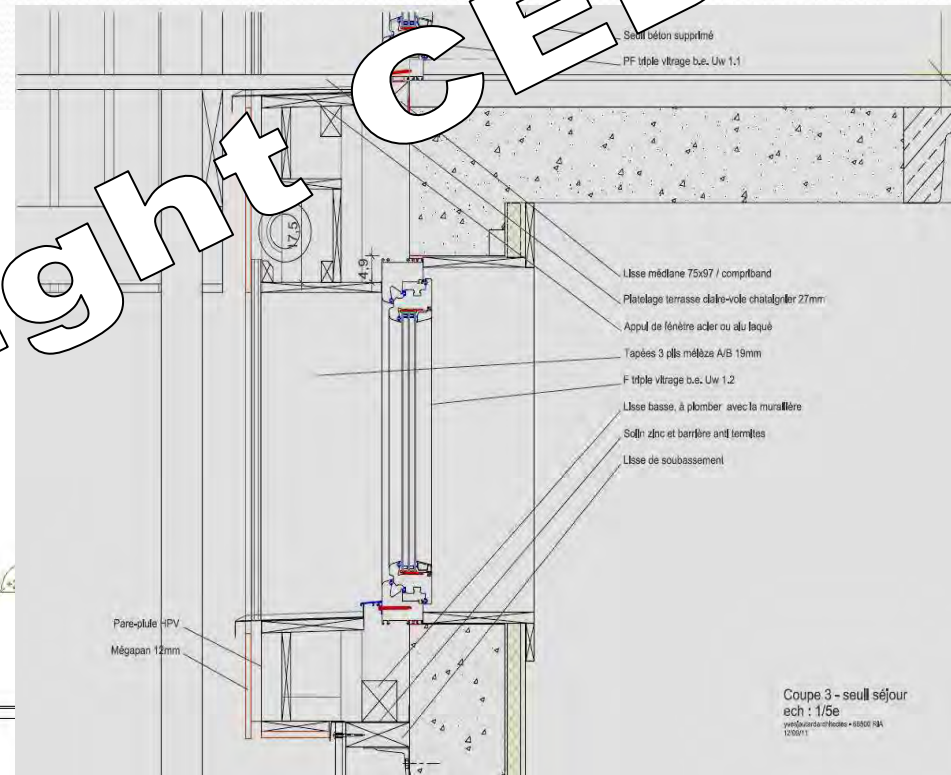 ght CE
Seuil béton supprimé
PF triple vitrage b.e. Uw 1.1
17,5
4.9
Lisse médiane 75x97 / compriband
Platelage terrasse claire-voie chataignier 27mm
Appui de fenêtre acier ou alu laqué
Tapées 3 plis mélèze A/B 19mm
F triple vitrage b.e. Uw 1.2
Lisse basse, à plomber avec la muraillère
Solin zinc et barrière anti termites
Lisse de soubassement
Pare-pluie HPV
Mégapan 12mm
Coupe 3 - seuil séjour
ech : 1/5e